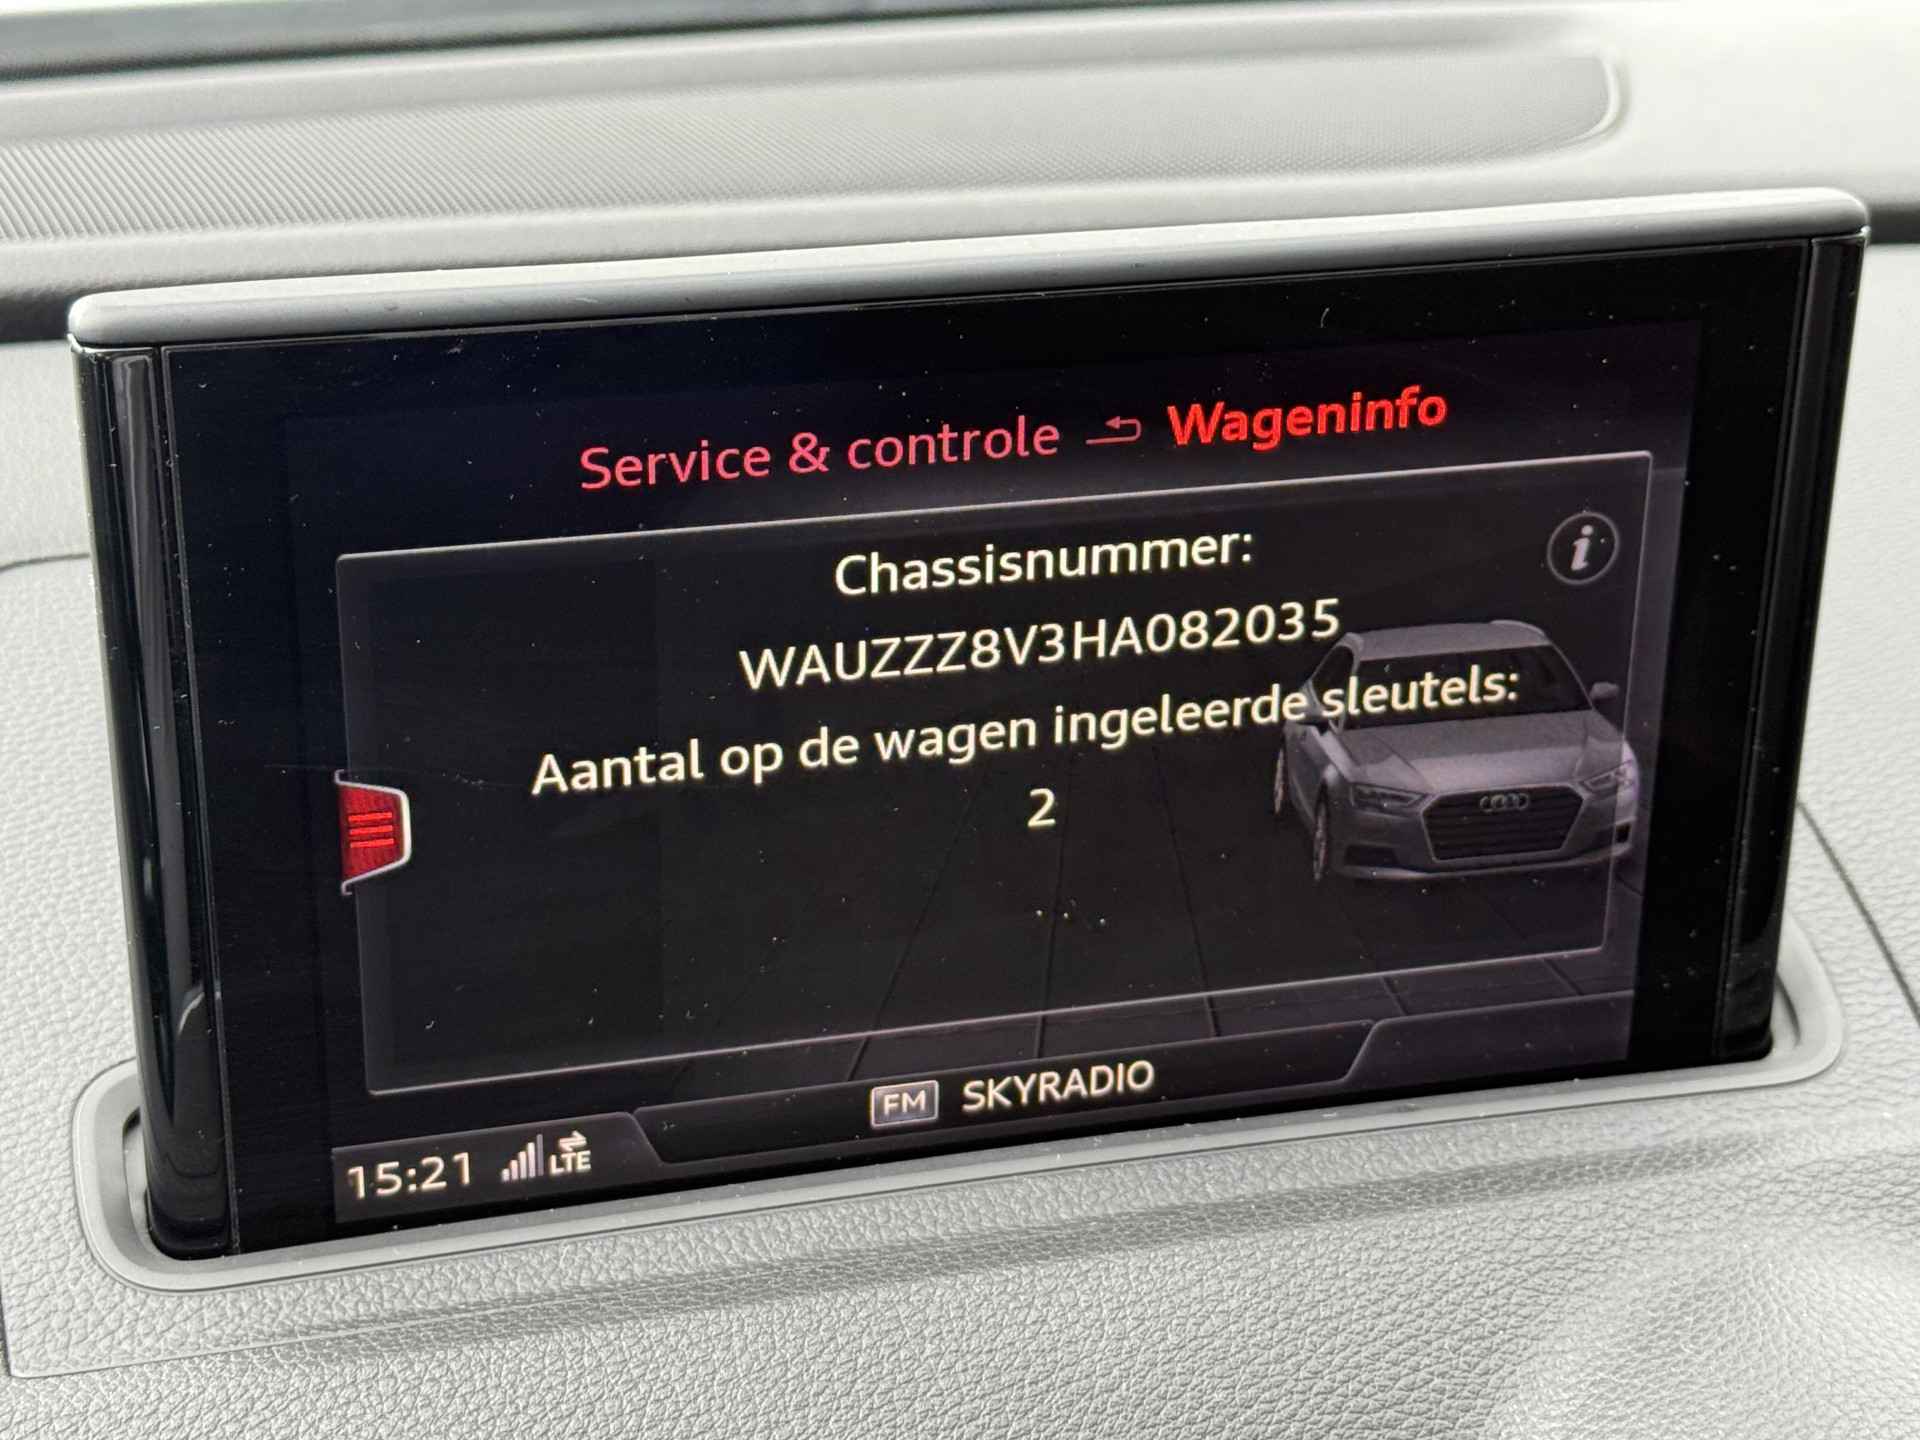 Service & controle Wageninfo
Chassisnummer:
WAUZZZ8V3HA082035
Aantal op de wagen ingeleerde sleutels:
2
FM SKYRADIO
15:21 LTE